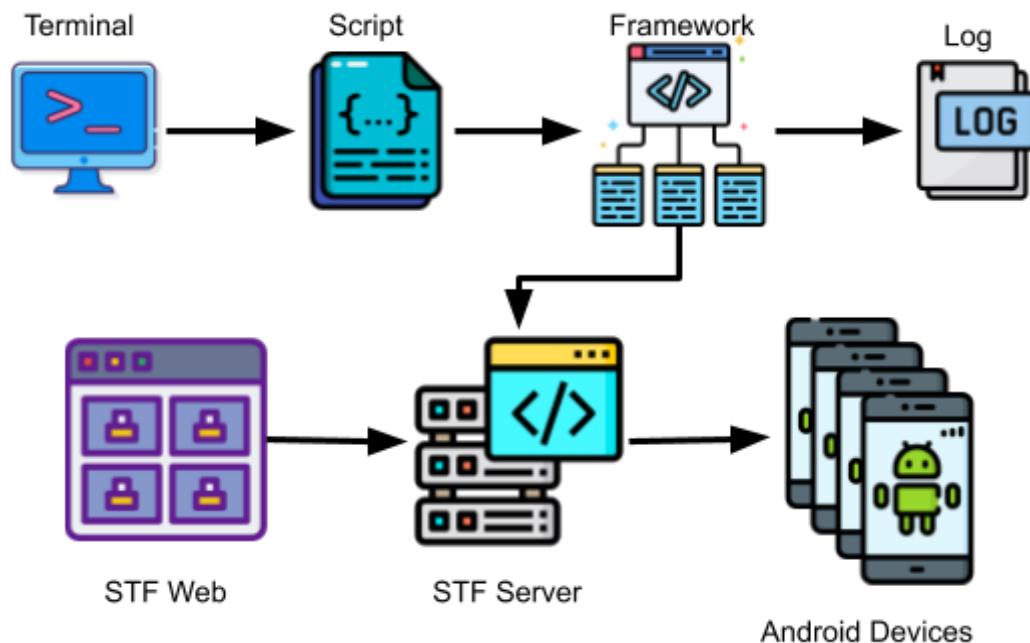 Terminal
Script
Framework
Log
>_
{...}
</>
LOG
</>
STF Web
STF Server
Android Devices